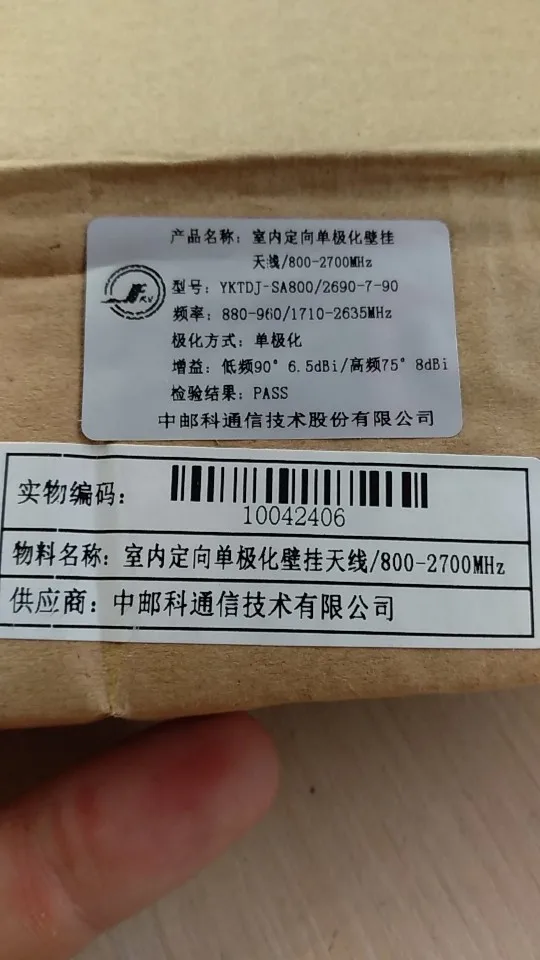 产品名称：室内定向单极化壁挂
天线/800-2700MHz
型号：YKTDJ-SA800/2690-7-90
频率：880-960/1710-2635MHz
极化方式：单极化
增益：低频90°6.5dBi/高频75°8dBi
检验结果：PASS
中邮科通信技术股份有限公司
实物编码：
10042406
物料名称：室内定向单极化壁挂天线/800-2700MHz
供应商：中邮科通信技术有限公司